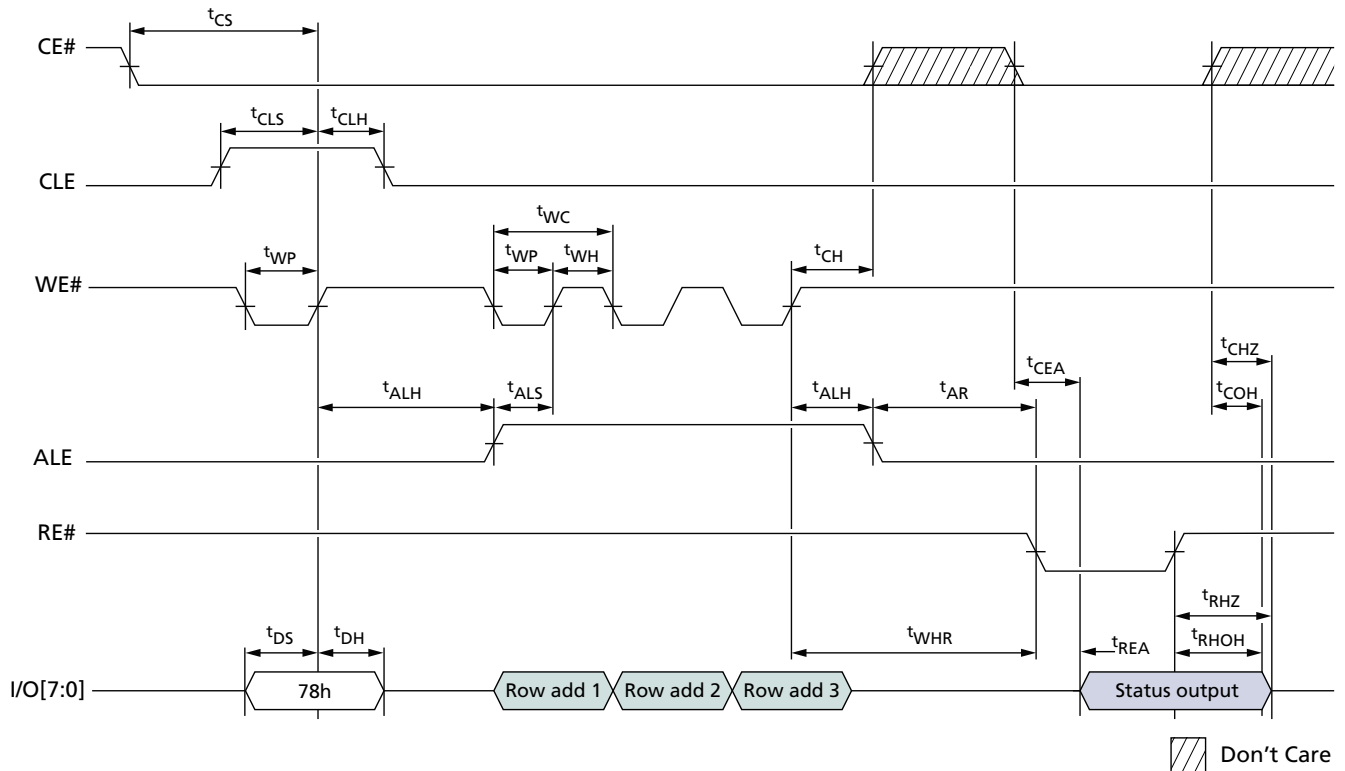 tCS
CE#
tCLS tCLH
CLE
tWC
tWP tWP tWH tCH
WE#
tCHZ
tCEA
tALH tALS tALH tAR tCOH
ALE
RE#
tRHZ
tDS tDH tWHR tREA tRHOH
I/O[7:0] 78h Row add 1 Row add 2 Row add 3 Status output
Don't Care